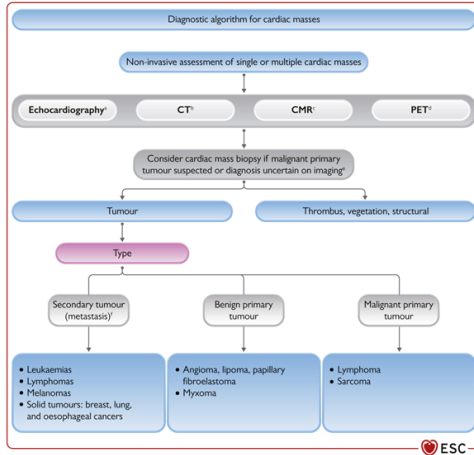 Diagnostic algorithm for cardiac masses
Non-invasive assessment of single or multiple cardiac masses
Echocardiographyᵃ CTᵇ CMRᶜ PETᵈ
Consider cardiac mass biopsy if malignant primary
tumour suspected or diagnosis uncertain on imagingᵉ
Tumour Thrombus, vegetation, structural
Type
Secondary tumour
(metastasis)ᶠ
Benign primary
tumour
Malignant primary
tumour
• Leukaemias
• Lymphomas
• Melanomas
• Solid tumours: breast, lung,
and oesophageal cancers
• Angioma, lipoma, papillary
fibroelastoma
• Myxoma
• Lymphoma
• Sarcoma
ESC